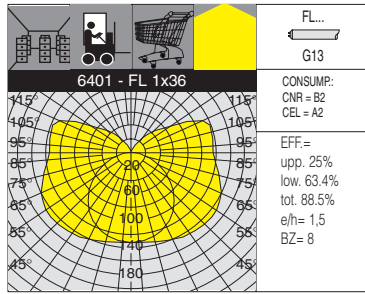 FL...
G13
6401 - FL 1x36
CONSUMP.:
CNR = B2
CEL = A2
EFF.=
upp. 25%
low. 63.4%
tot. 88.5%
e/h= 1,5
BZ= 8
115° 115°
105° 105°
95° 95°
85° 85°
75° 75°
65° 65°
55° 55°
45° 45°
20
60
100
140
180